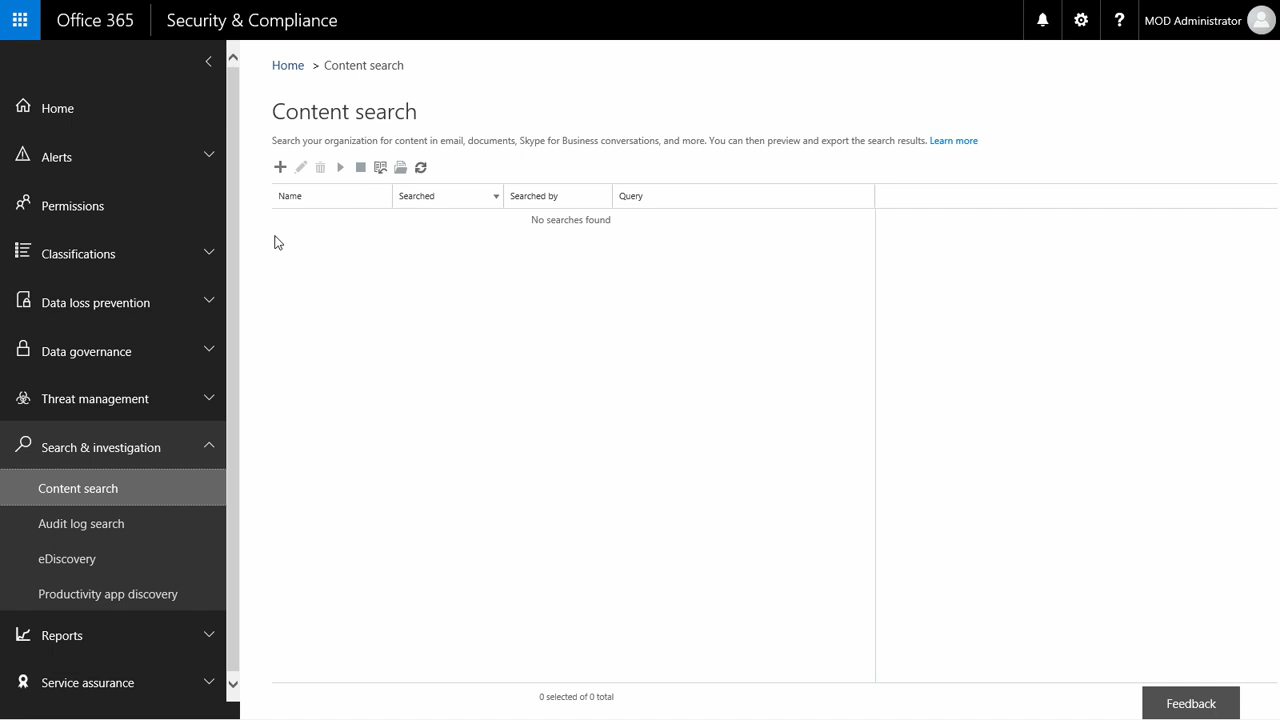 Office 365
Security & Compliance
MOD Administrator
Home
Alerts
Permissions
Classifications
Data loss prevention
Data governance
Threat management
Search & investigation
Content search
Audit log search
eDiscovery
Productivity app discovery
Reports
Service assurance
Home > Content search
Content search
Search your organization for content in email, documents, Skype for Business conversations, and more. You can then preview and export the search results. Learn more
Name Searched Searched by Query
No searches found
0 selected of 0 total
Feedback